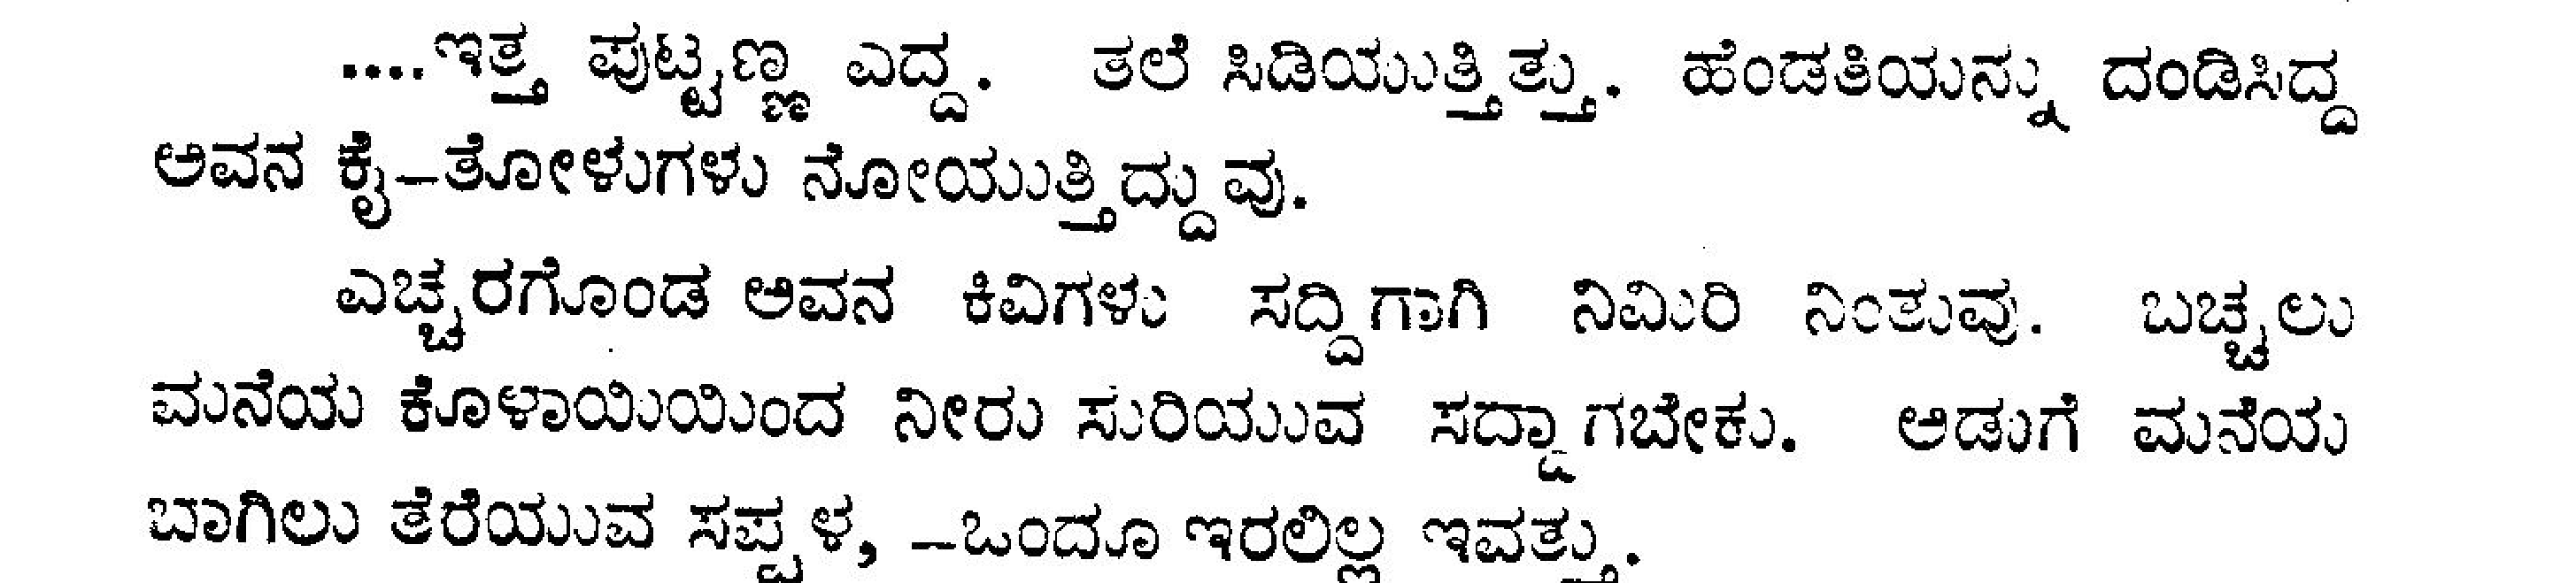 ....ಇತ್ತ ಪುಟ್ಟಣ್ಣ ಎದ್ದ. ತಲೆ ಸಿಡಿಯುತ್ತಿತ್ತು. ಹೆಂಡತಿಯನ್ನು ದಂಡಿಸಿದ್ದ
ಅವನ ಕೈ–ತೋಳುಗಳು ನೋಯುತ್ತಿದ್ದುವು.
ಎಚ್ಚರಗೊಂಡ ಅವನ ಕಿವಿಗಳು ಸದ್ದಿಗಾಗಿ ನಿಮಿರಿ ನಿಂತುವು. ಬಚ್ಚಲು
ಮನೆಯ ಕೊಳಾಯಿಯಿಂದ ನೀರು ಸುರಿಯುವ ಸದ್ದಾಗಬೇಕು. ಅಡುಗೆ ಮನೆಯ
ಬಾಗಿಲು ತೆರೆಯುವ ಸಪ್ಪಳ, –ಒಂದೂ ಇರಲಿಲ್ಲ ಇವತ್ತು.